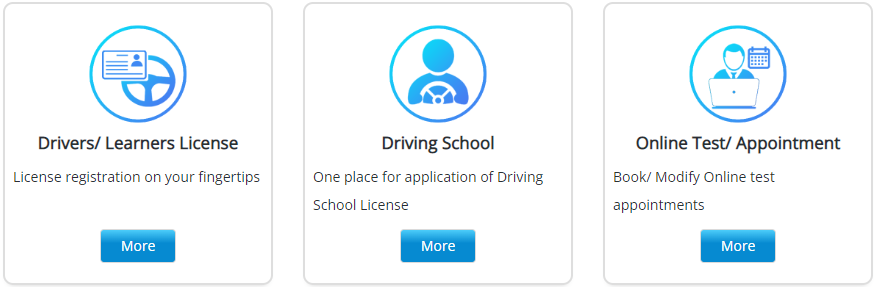 Drivers/ Learners License
License registration on your fingertips
More
Driving School
One place for application of Driving
School License
More
Online Test/ Appointment
Book/ Modify Online test
appointments
More